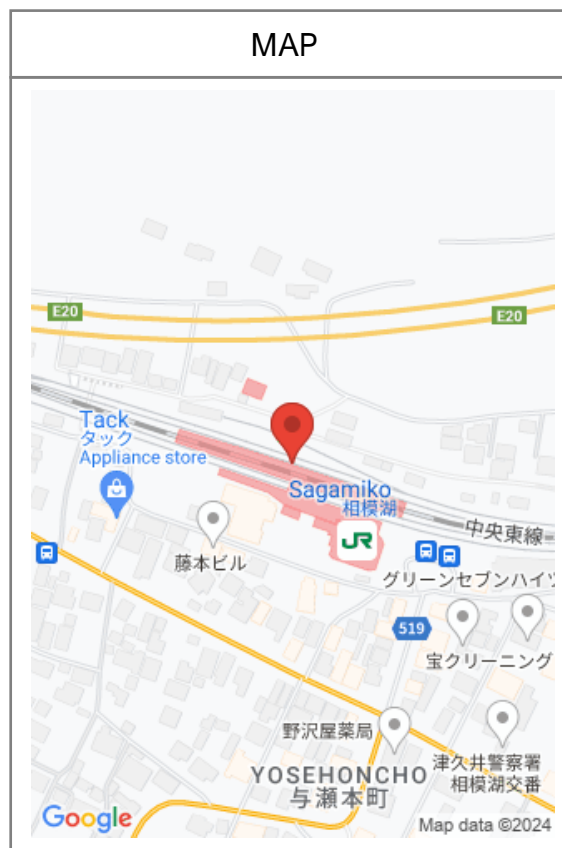 MAP
E20
E20
Tack
タック
Appliance store
Sagamiko
相模湖
JR
中央東線
藤本ビル
グリーンセブンハイツ
519
宝クリーニング
野沢屋薬局
津久井警察署
相模湖交番
YOSEHONCHO
与瀬本町
Google
Map data ©2024